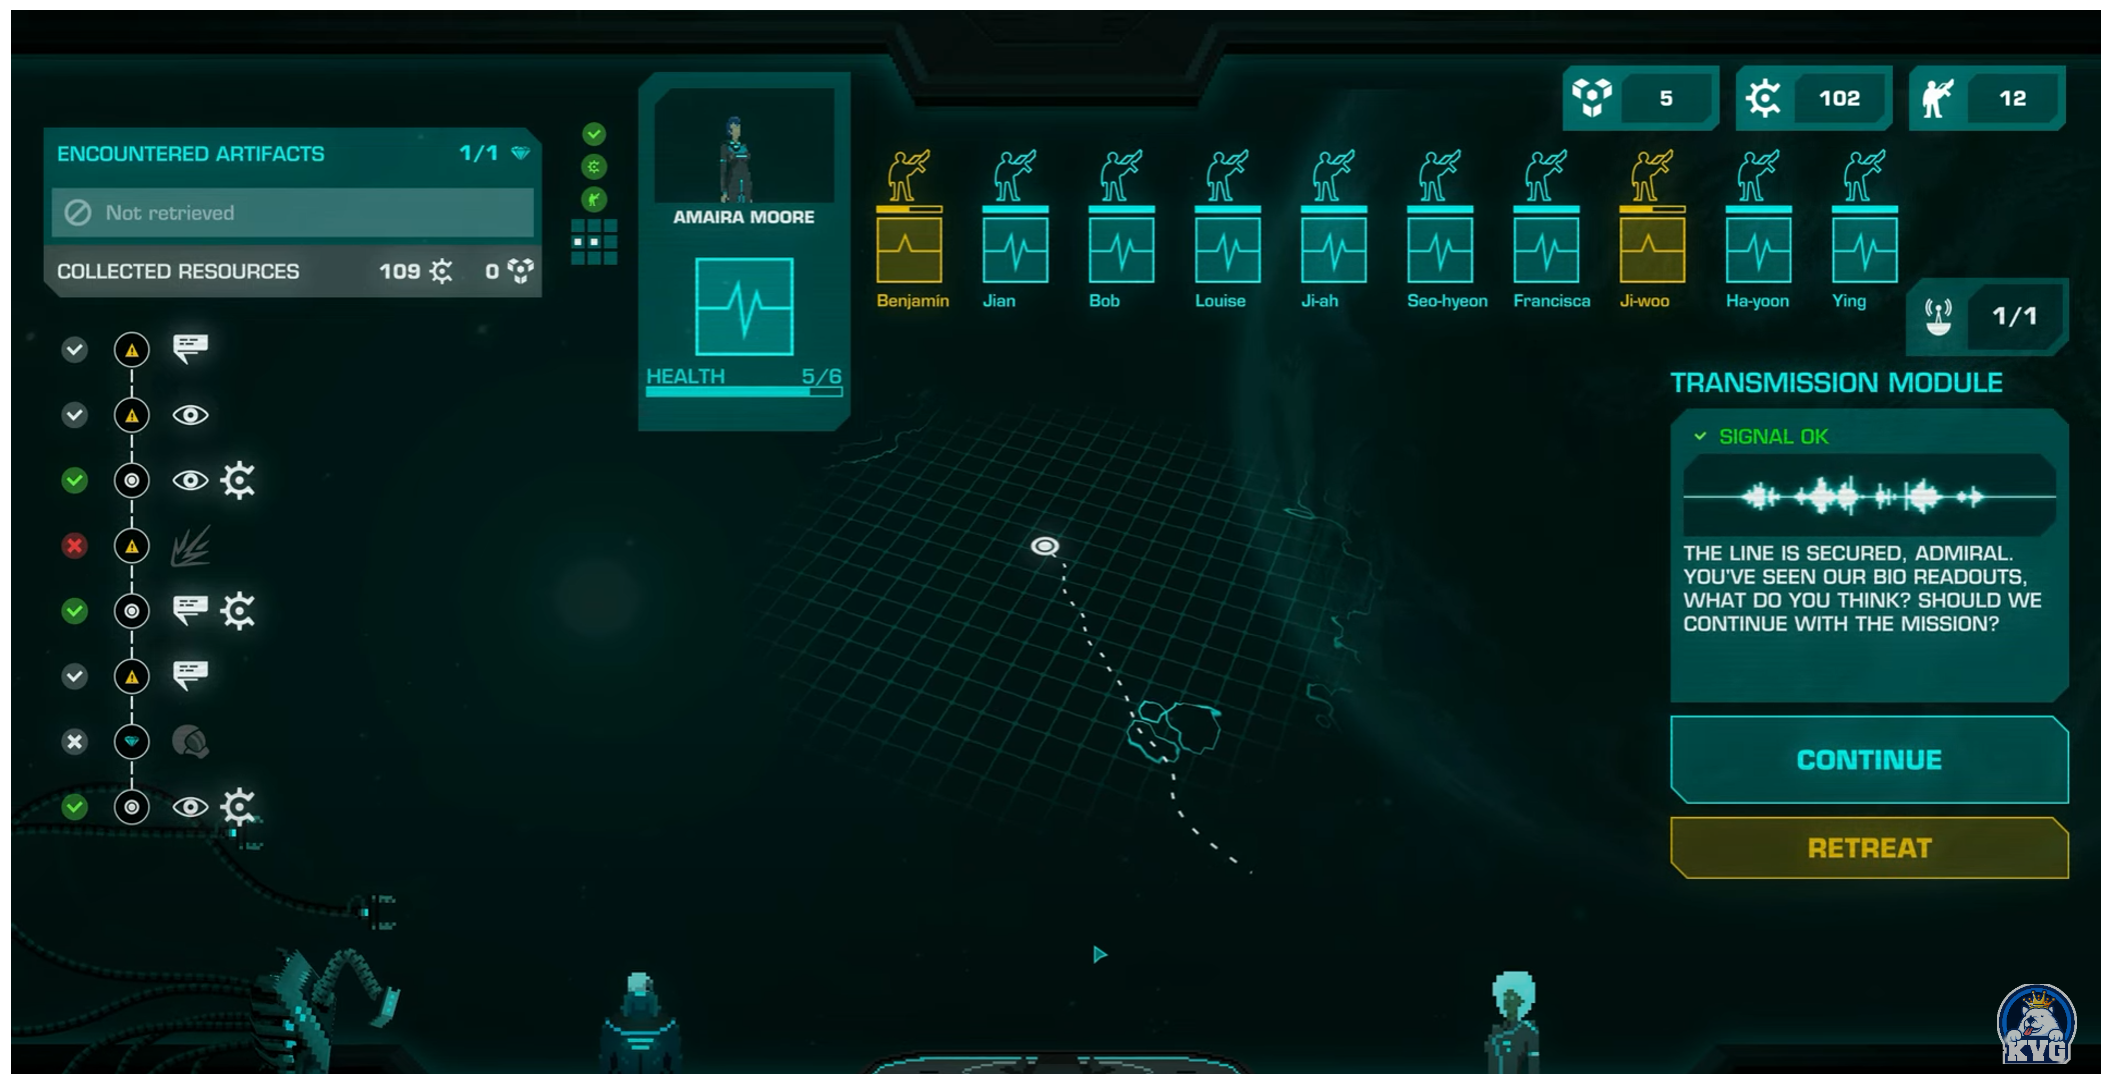 5
102
12
ENCOUNTERED ARTIFACTS 1/1
Not retrieved
COLLECTED RESOURCES 109 0
AMAIRA MOORE
HEALTH 5/6
Benjamín Jian Bob Louise Ji-ah Seo-hyeon Francisca Ji-woo Ha-yoon Ying
1/1
TRANSMISSION MODULE
SIGNAL OK
THE LINE IS SECURED, ADMIRAL.
YOU'VE SEEN OUR BIO READOUTS,
WHAT DO YOU THINK? SHOULD WE
CONTINUE WITH THE MISSION?
CONTINUE
RETREAT
KVG